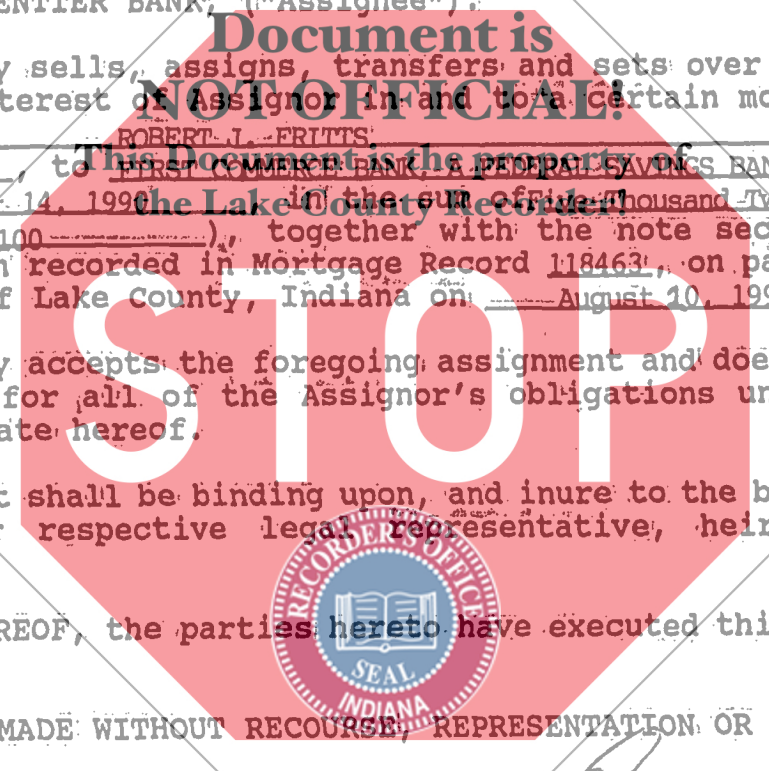 ENTIER BANK, ("Assignee").
Document is
y sells, assigns, transfers and sets over
NOT OFFICIAL!
terest of Assignor in and to a certain mo
ROBERT J. FRITTS
This Document is the property of
, to FIRST COMMERCE BANK, A FEDERAL SAVINGS BAN
the Lake County Recorder!
14, 199 in the sum of Thousand
100 ), together with the note sec
n recorded in Mortgage Record 118463, on pa
f Lake County, Indiana on August 10, 199
STOP
y accepts the foregoing assignment and doe
for all of the Assignor's obligations un
ate hereof.
t shall be binding upon, and inure to the b
r respective legal representative, heir
RECORDER'S OFFICE
SEAL
INDIANA
REOF, the parties hereto have executed thi
MADE WITHOUT RECOURSE, REPRESENTATION OR